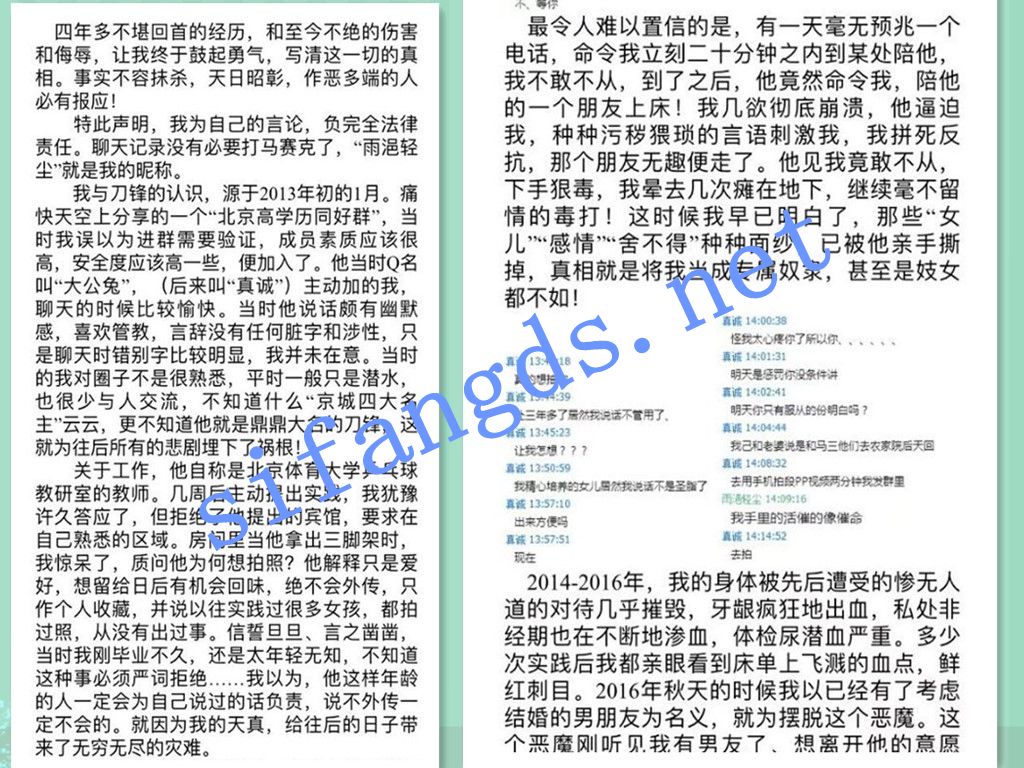 四年多不堪回首的经历，和至今不绝的伤害
和侮辱，让我终于鼓起勇气，写清这一切的真
相。事实不容抹杀，天日昭彰，作恶多端的人
必有报应！
特此声明，我为自己的言论，负完全法律
责任。聊天记录没有必要打马赛克了，“雨浥轻
尘”就是我的昵称。
我与刀锋的认识，源于2013年初的1月。痛
快天空上分享的一个“北京高学历同好群”，当
时我误以为进群需要验证，成员素质应该很
高，安全度应该高一些，便加入了。他当时Q名
叫“大公兔”，（后来叫“真诚”）主动加的我，
聊天的时候比较愉快。当时他说话颇有幽默
感，喜欢管教，言辞没有任何脏字和涉性，只
是聊天时错别字比较明显，我并未在意。当时
的我对圈子不是很熟悉，平时一般只是潜水，
也很少与人交流，不知道什么“京城四大名
主”云云，更不知道他就是鼎鼎大名的刀锋，这
就为往后所有的悲剧埋下了祸根！
关于工作，他自称是北京体育大学乒乓球
教研室的教师。几周后主动提出实践，我犹豫
许久答应了，但拒绝了他提出的宾馆，要求在
自己熟悉的区域。房间里当他拿出三脚架时，
我惊呆了，质问他为何想拍照？他解释只是爱
好，想留给日后有机会回味，绝不会外传，只
作个人收藏，并说以往实践过很多女孩，都拍
过照，从没有出过事。信誓旦旦、言之凿凿，
当时我刚毕业不久，还是太年轻无知，不知道
这种事必须严词拒绝……我以为，他这样年龄
的人一定会为自己说过的话负责，说不外传一
定不会的。就因为我的天真，给往后的日子带
来了无穷无尽的灾难。
不、等你
最令人难以置信的是，有一天毫无预兆一个
电话，命令我立刻二十分钟之内到某处陪他，
我不敢不从，到了之后，他竟然命令我，陪他
的一个朋友上床！我几欲彻底崩溃，他逼迫
我，种种污秽猥琐的言语刺激我，我拼死反
抗，那个朋友无趣便走了。他见我竟敢不从，
下手狠毒，我晕去几次瘫在地下，继续毫不留
情的毒打！这时候我早已明白了，那些“女
儿”“感情”“舍不得”种种面纱，已被他亲手撕
掉，真相就是将我当成专属奴隶，甚至是妓女
都不如！
真诚 13:4 :18
真的想拍
真诚 13:44:39
让三年多了居然我说话不管用了、
真诚 13:45:23
让我怎想？？？
真诚 13:50:59
我精心培养的女儿居然我说话不是圣脂了
真诚 13:57:10
出来方便吗
真诚 13:57:51
现在
真诚 14:00:38
怪我太心疼你了所以你、、、、、、
真诚 14:01:31
明天是惩罚你没条件讲
真诚 14:02:41
明天你只有服从的份明白吗？
真诚 14:04:44
我己和老婆说是和马三他们去农家院后天回
真诚 14:08:32
去用手机拍段PP视频两分钟我发群里
雨浥轻尘 14:09:16
我手里的活催的像催命
真诚 14:14:52
去拍
2014-2016年，我的身体被先后遭受的惨无人
道的对待几乎摧毁，牙龈疯狂地出血，私处非
经期也在不断地渗血，体检尿潜血严重。多少
次实践后我都亲眼看到床单上飞溅的血点，鲜
红刺目。2016年秋天的时候我以已经有了考虑
结婚的男朋友为名义，就为摆脱这个恶魔。这
个恶魔刚听见我有男友了、想离开他的意愿
sifangds.net